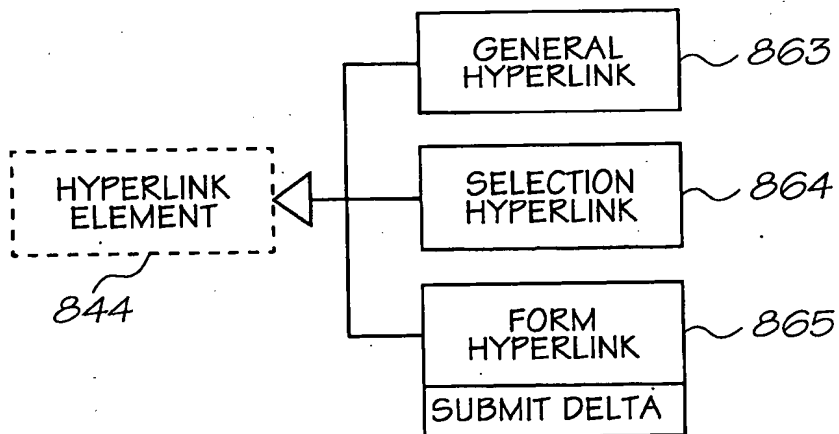 GENERAL
HYPERLINK
863
HYPERLINK
ELEMENT
844
SELECTION
HYPERLINK
864
FORM
HYPERLINK
865
SUBMIT DELTA